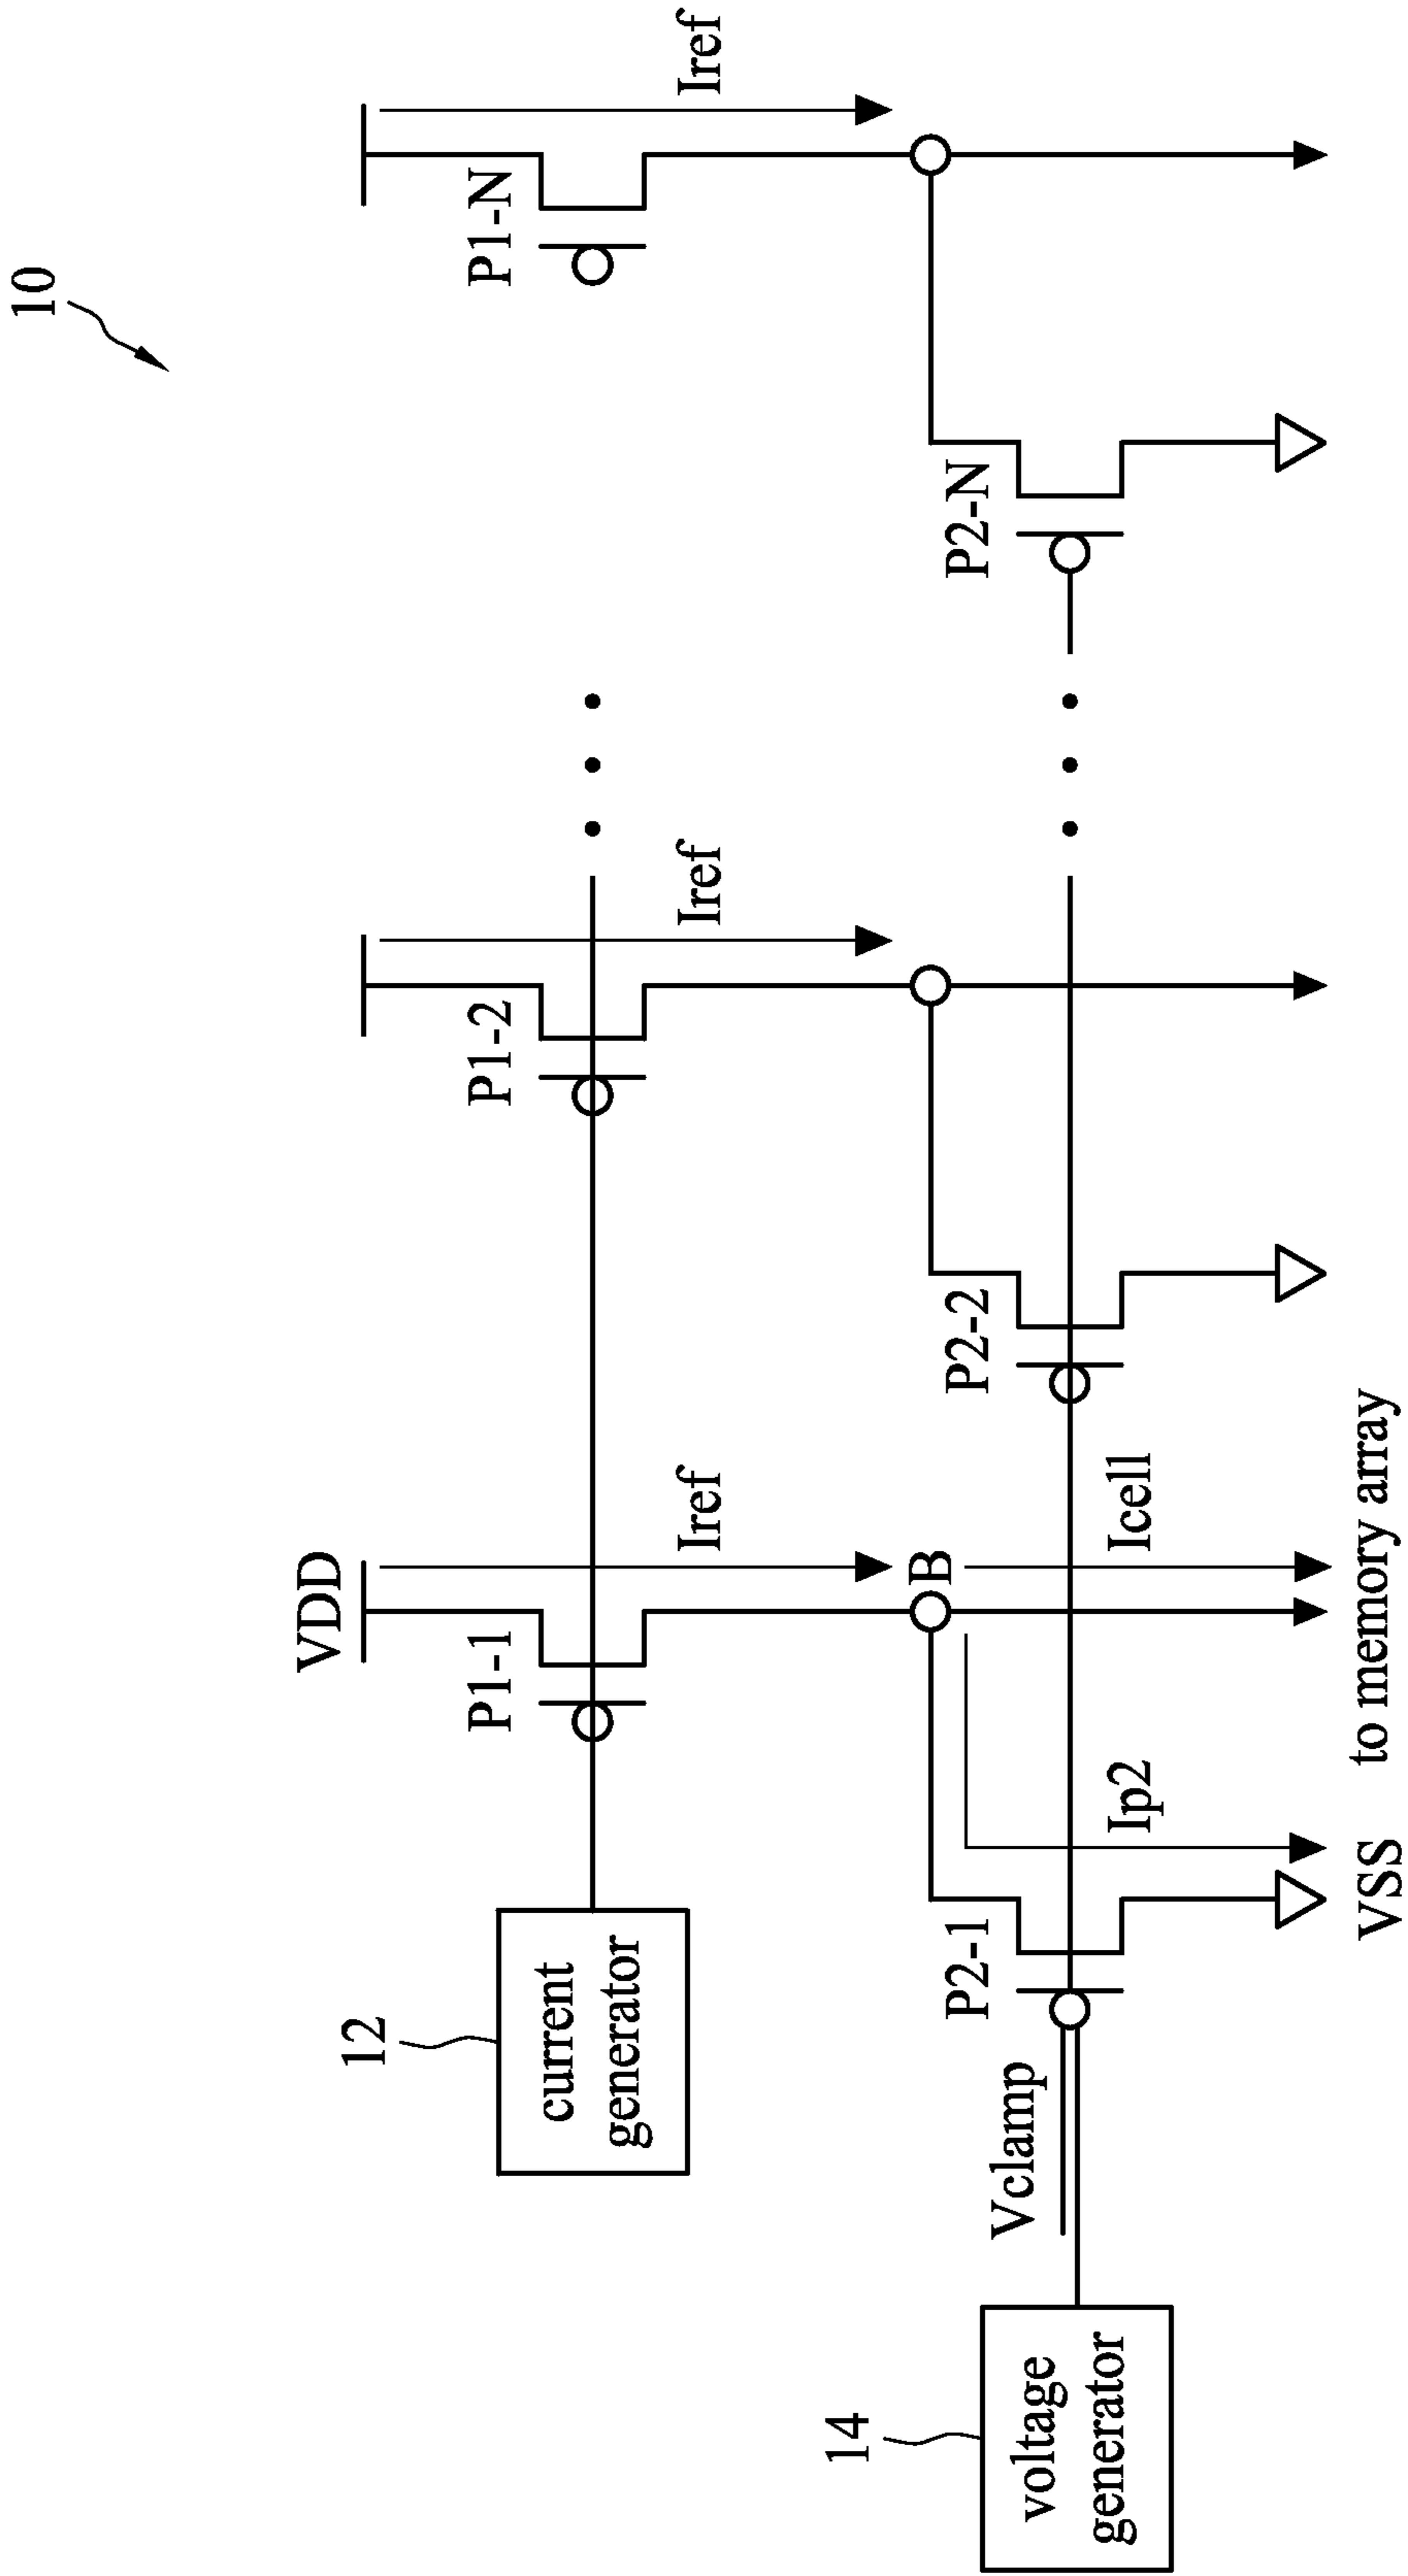 10
VDD
P1-1
P1-2
P1-N
12
current
generator
Iref
Iref
Iref
B
P2-1
P2-2
P2-N
14
voltage
generator
Vclamp
Ip2
Icell
VSS
to memory array